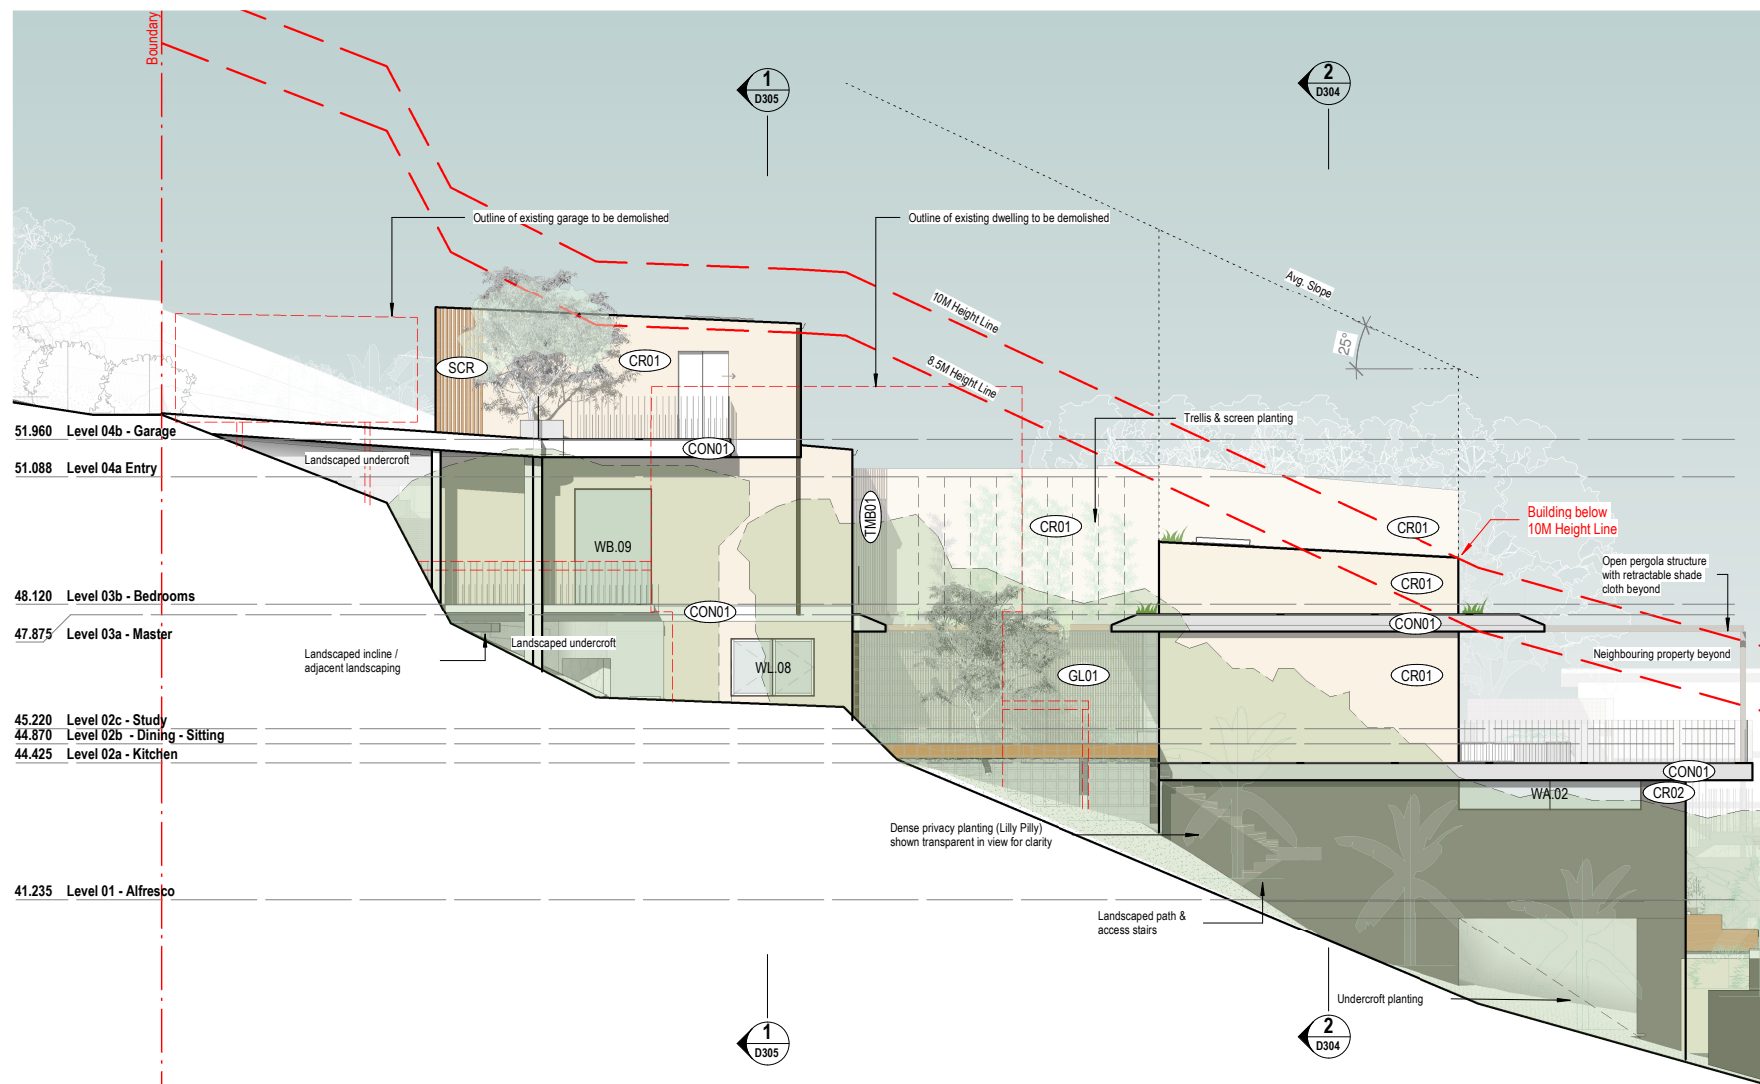 Boundary
1
D305
2
D304
Outline of existing garage to be demolished
Outline of existing dwelling to be demolished
Avg. Slope
25°
10M Height Line
8.5M Height Line
SCR
CR01
Trellis & screen planting
51.960 Level 04b - Garage
CON01
Landscaped undercroft
51.088 Level 04a Entry
TMB01
CR01
CR01
Building below
10M Height Line
WB.09
Open pergola structure
with retractable shade
cloth beyond
CR01
48.120 Level 03b - Bedrooms
CON01
CON01
47.875 Level 03a - Master
Landscaped undercroft
Landscaped incline /
adjacent landscaping
Neighbouring property beyond
WL.08
GL01
CR01
45.220 Level 02c - Study
44.870 Level 02b - Dining - Sitting
44.425 Level 02a - Kitchen
CON01
WA.02
CR02
Dense privacy planting (Lilly Pilly)
shown transparent in view for clarity
41.235 Level 01 - Alfresco
Landscaped path &
access stairs
Undercroft planting
1
D305
2
D304